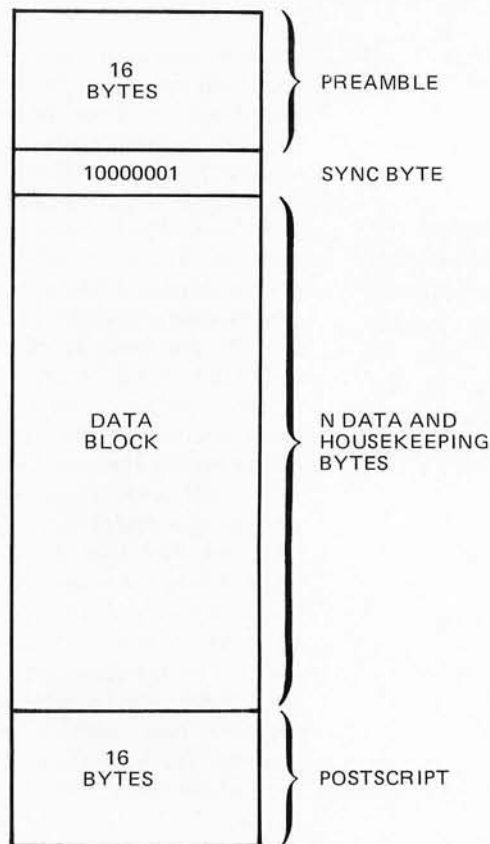 16
BYTES
PREAMBLE
10000001
SYNC BYTE
DATA
BLOCK
N DATA AND
HOUSEKEEPING
BYTES
16
BYTES
POSTSCRIPT